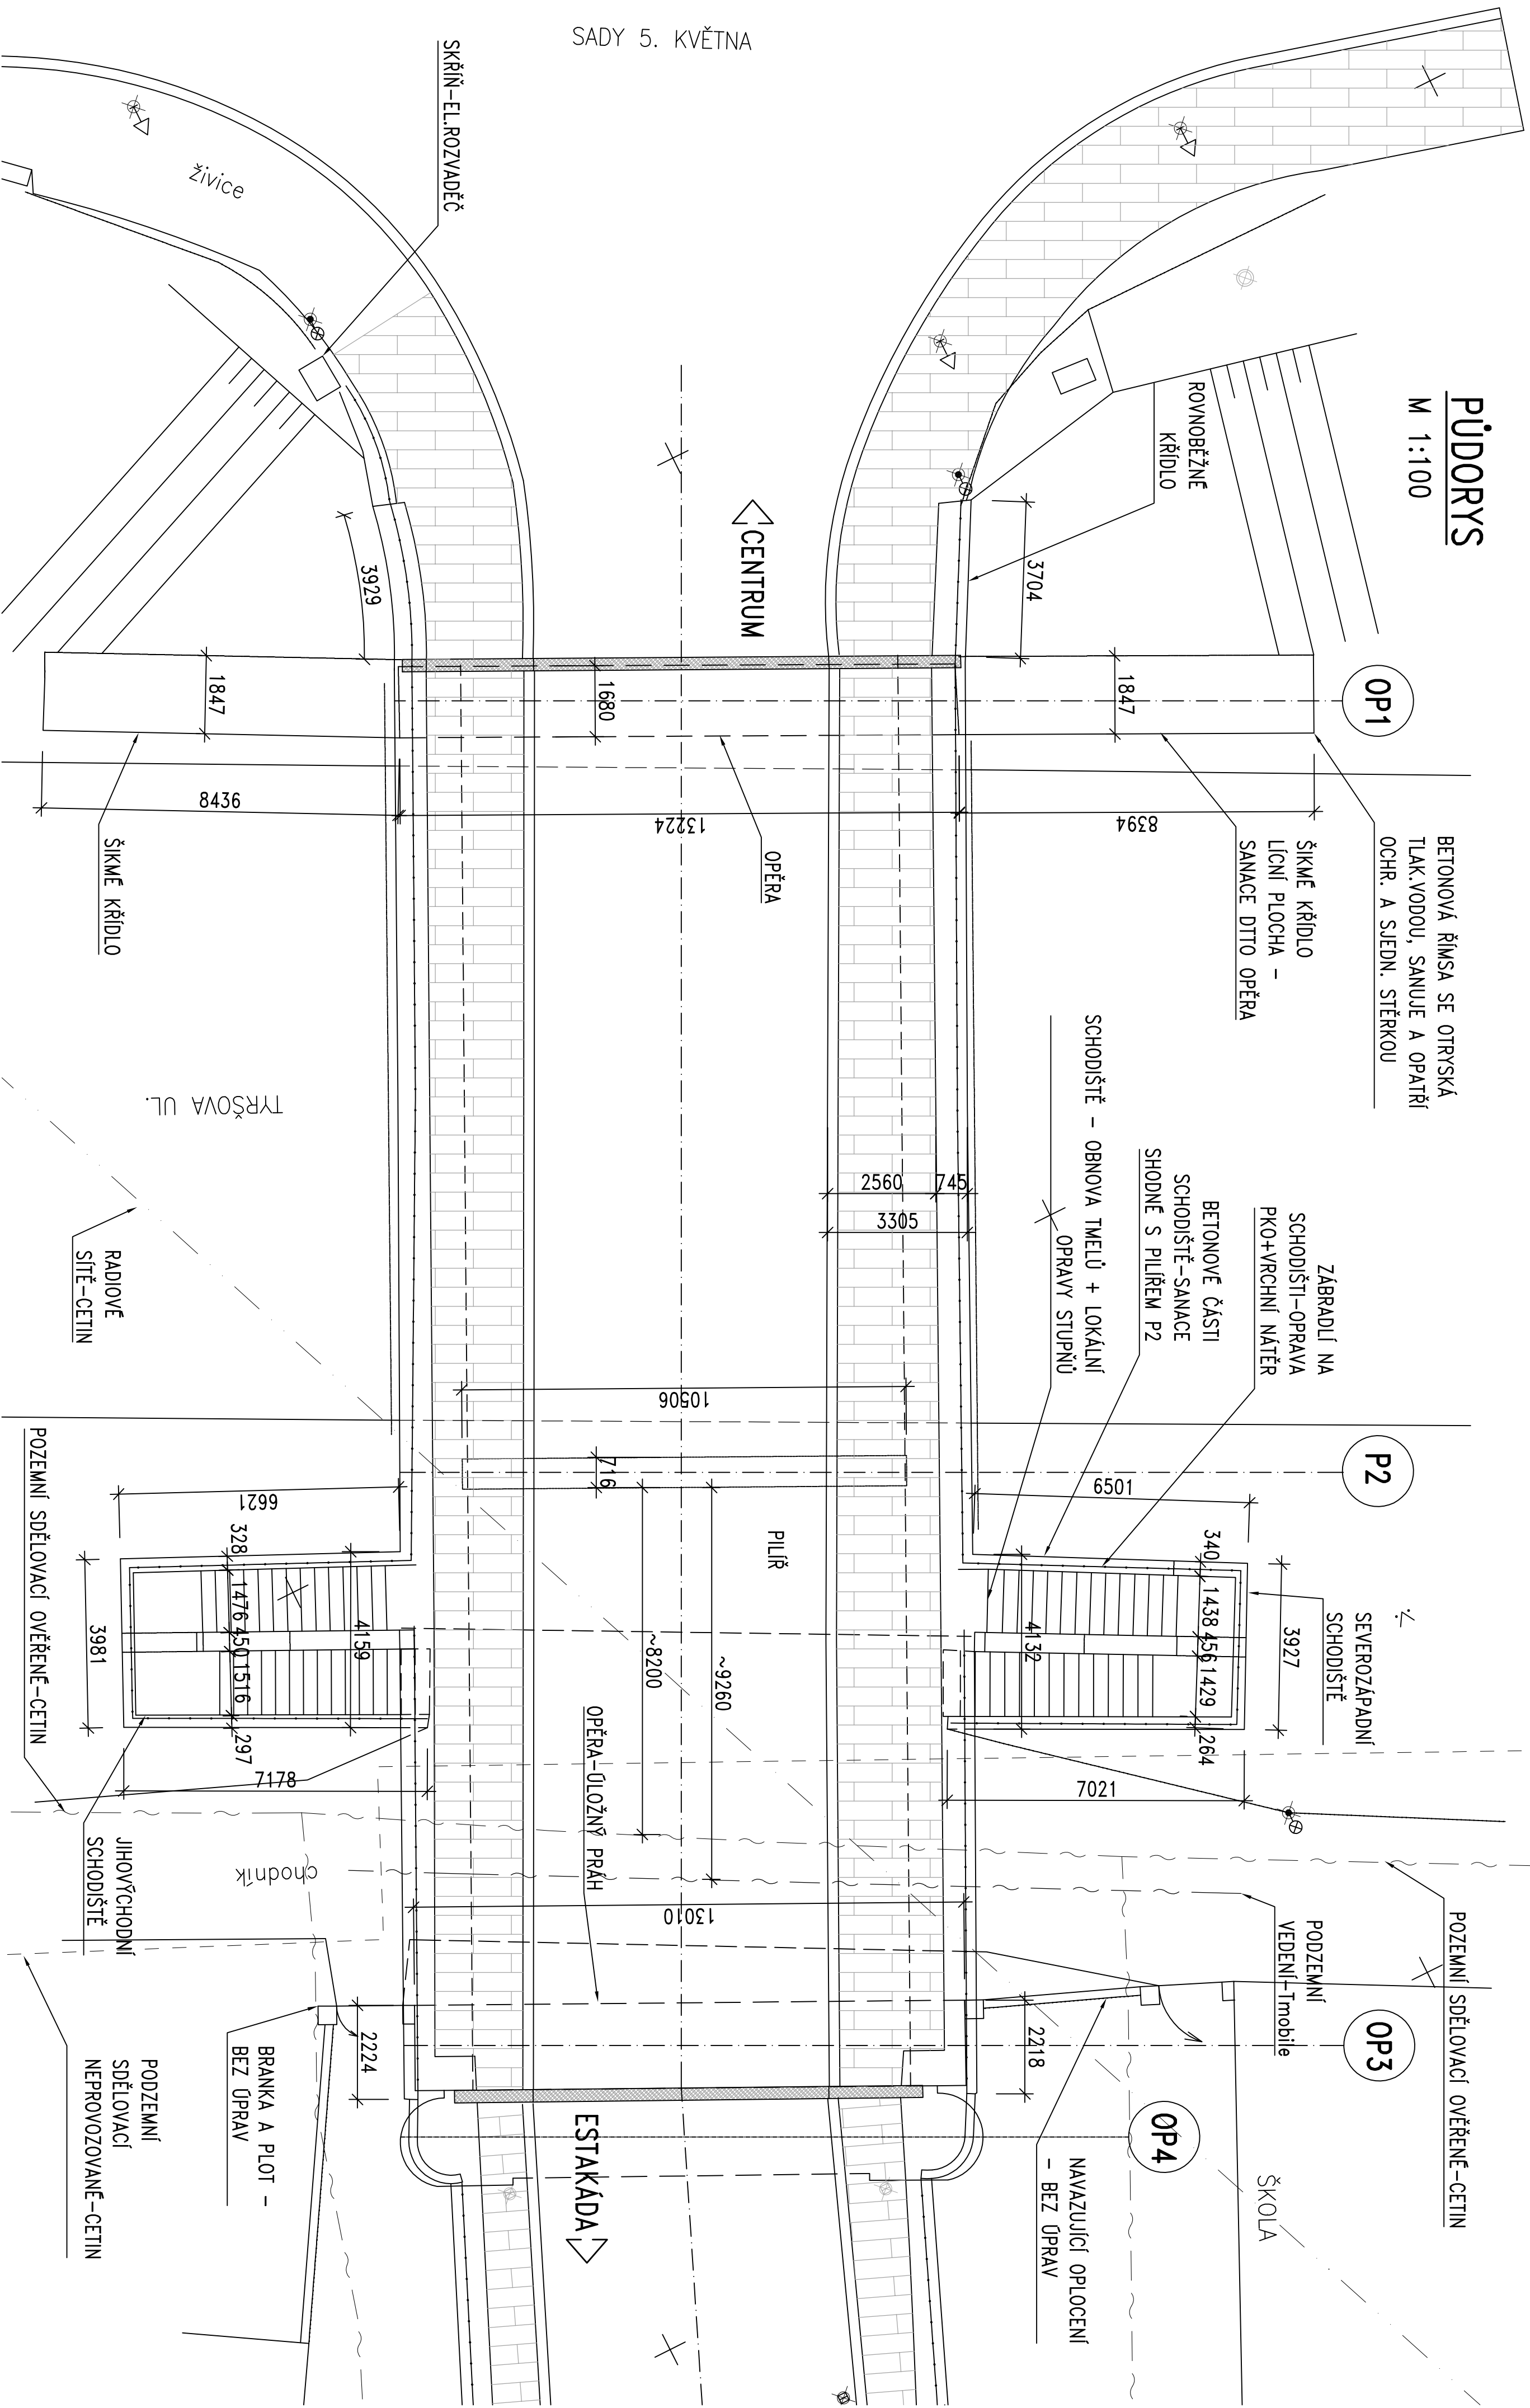 PŮDORYS
M 1:100
SADY 5. KVĚTNA
SKŘÍŇ-EL.ROZVADĚČ
živice
ROVNOBĚŽNÉ
KŘÍDLO
3704
CENTRUM
3929
OP1
1847
1680
1847
8436
13224
8394
ŠIKMÉ KŘÍDLO
OPĚRA
BETONOVÁ ŘÍMSA SE OTRYSKÁ
TLAK.VODOU, SANUJE A OPATŘÍ
OCHR. A SJEDN. STĚRKOU
ŠIKMÉ KŘÍDLO
LÍCNÍ PLOCHA -
SANACE DTTO OPĚRA
SCHODIŠTĚ - OBNOVA TMELŮ + LOKÁLNÍ
OPRAVY STUPŇŮ
BETONOVÉ ČÁSTI
SCHODIŠTĚ-SANACE
SHODNÉ S PILÍŘEM P2
ZÁBRADLÍ NA
SCHODIŠTI-OPRAVA
PKO+VRCHNÍ NÁTĚR
TYRŠOVA UL.
2560
745
3305
RADIOVÉ
SÍTĚ-CETIN
10506
P2
716
PILÍŘ
6621
6501
POZEMNÍ SDĚLOVACÍ OVĚŘENÉ-CETIN
328
1476
450
1516
297
4159
3981
7178
340
1438
456
1429
264
4132
3927
7021
SEVEROZÁPADNÍ
SCHODIŠTĚ
~8200
~9260
OPĚRA-ÚLOŽNÝ PRÁH
JIHOVÝCHODNÍ
SCHODIŠTĚ
chodník
13010
PODZEMNÍ
VEDENÍ-Tmobile
POZEMNÍ SDĚLOVACÍ OVĚŘENÉ-CETIN
OP3
2224
2218
BRANKA A PLOT -
BEZ ÚPRAV
PODZEMNÍ
SDĚLOVACÍ
NEPROVOZOVANÉ-CETIN
ESTAKÁDA
OP4
NAVAZUJÍCÍ OPLOCENÍ
- BEZ ÚPRAV
ŠKOLA